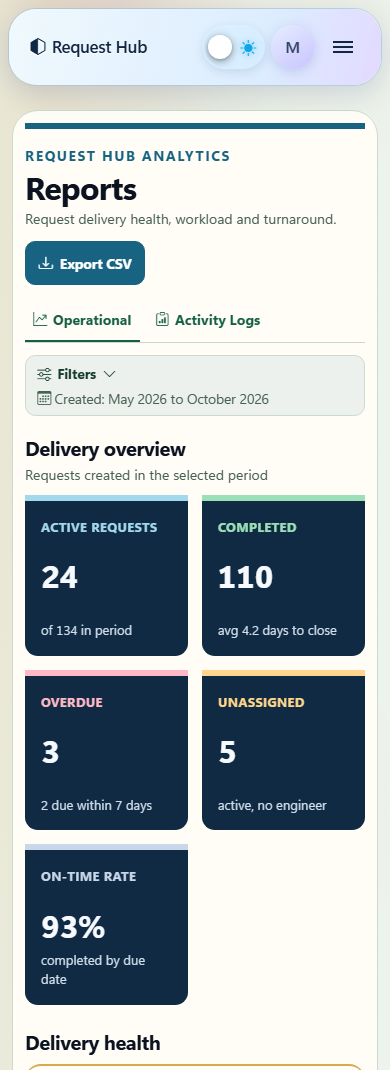 Request Hub
M
REQUEST HUB ANALYTICS
Reports
Request delivery health, workload and turnaround.
Export CSV
Operational
Activity Logs
Filters
Created: May 2026 to October 2026
Delivery overview
Requests created in the selected period
ACTIVE REQUESTS
24
of 134 in period
COMPLETED
110
avg 4.2 days to close
OVERDUE
3
2 due within 7 days
UNASSIGNED
5
active, no engineer
ON-TIME RATE
93%
completed by due
date
Delivery health